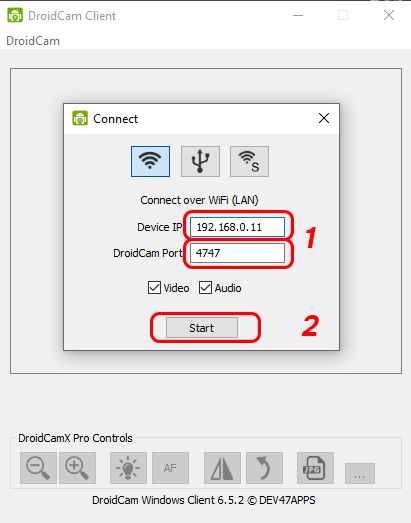 DroidCam Client
DroidCam
Connect
S
Connect over WiFi (LAN)
Device IP 192.168.0.11
1
DroidCam Port 4747
Video Audio
Start
2
DroidCamX Pro Controls
AF
JPG
...
DroidCam Windows Client 6.5.2 © DEV47APPS